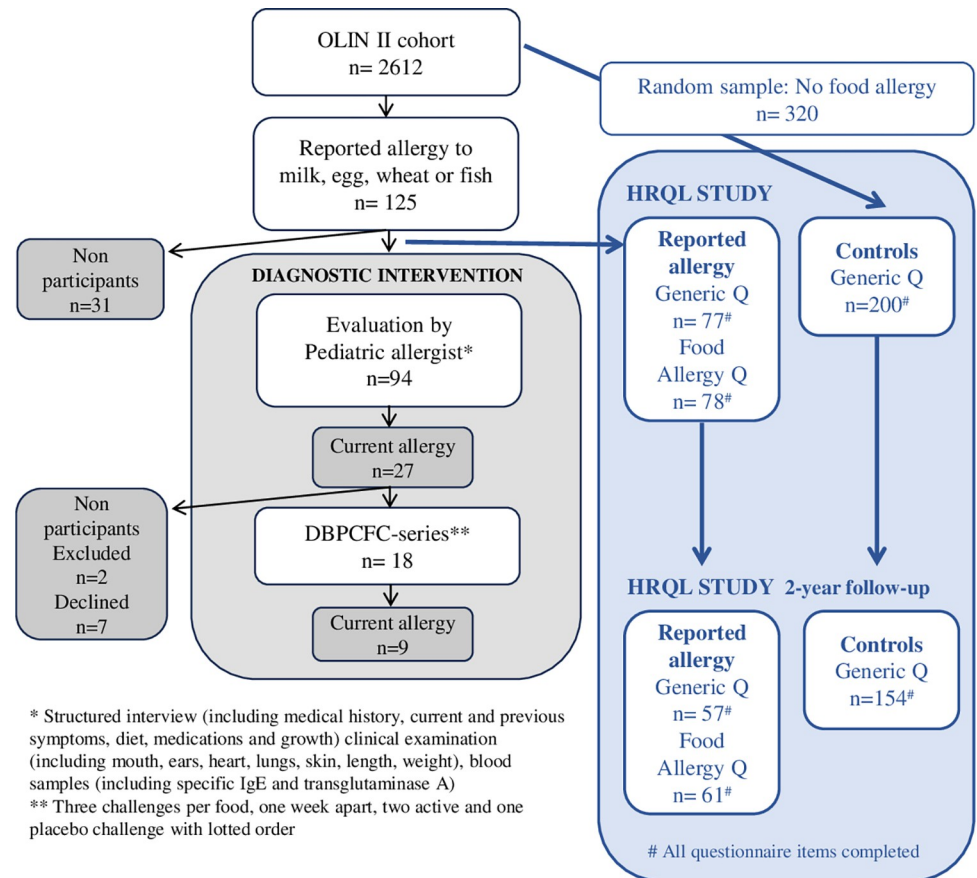 OLIN II cohort
n= 2612
Random sample: No food allergy
n= 320
Reported allergy to
milk, egg, wheat or fish
n= 125
Non
participants
n=31
DIAGNOSTIC INTERVENTION
Evaluation by
Pediatric allergist*
n=94
Current allergy
n=27
Non
participants
Excluded
n=2
Declined
n=7
DBPCFC-series**
n= 18
Current allergy
n=9
HRQL STUDY
Reported
allergy
Generic Q
n= 77#
Food
Allergy Q
n= 78#
Controls
Generic Q
n=200#
HRQL STUDY 2-year follow-up
Reported
allergy
Generic Q
n= 57#
Food
Allergy Q
n= 61#
Controls
Generic Q
n=154#
# All questionnaire items completed
* Structured interview (including medical history, current and previous
symptoms, diet, medications and growth) clinical examination
(including mouth, ears, heart, lungs, skin, length, weight), blood
samples (including specific IgE and transglutaminase A)
** Three challenges per food, one week apart, two active and one
placebo challenge with lotted order